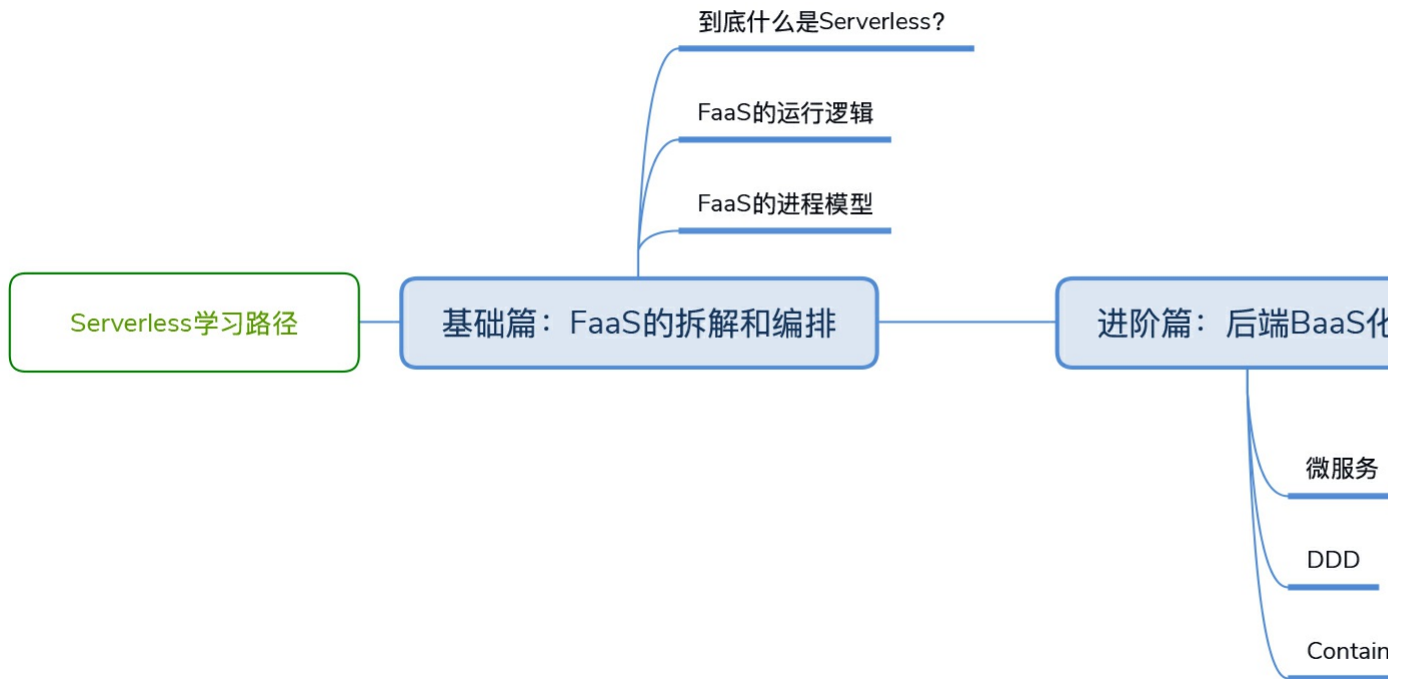 到底什么是Serverless?
FaaS的运行逻辑
FaaS的进程模型
Serverless学习路径
基础篇：FaaS的拆解和编排
进阶篇：后端BaaS化
微服务
DDD